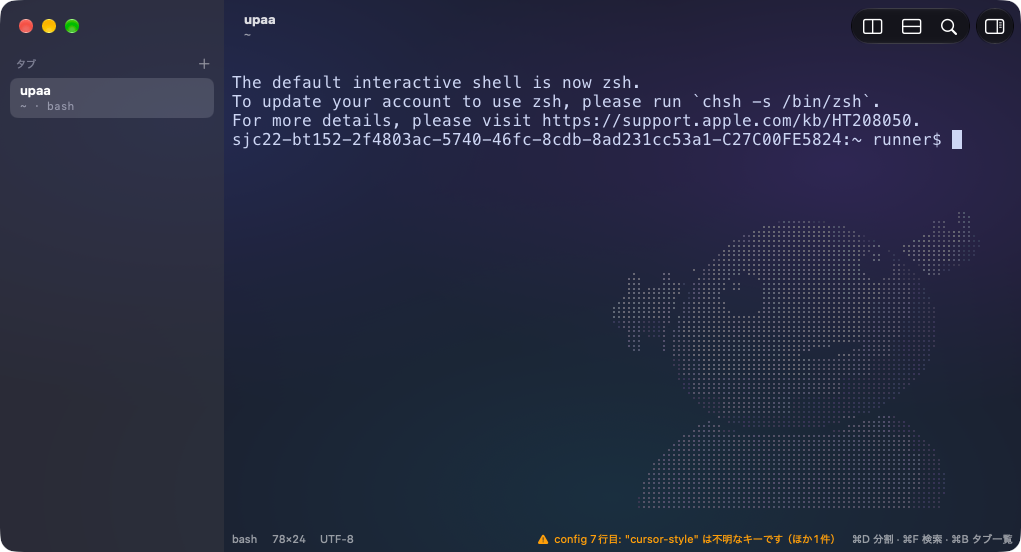 upaa
~
タブ
upaa
~ · bash
The default interactive shell is now zsh.
To update your account to use zsh, please run `chsh -s /bin/zsh`.
For more details, please visit https://support.apple.com/kb/HT208050.
sjc22-bt152-2f4803ac-5740-46fc-8cdb-8ad231cc53a1-C27C00FE5824:~ runner$
bash 78×24 UTF-8 config 7行目: "cursor-style" は不明なキーです (ほか1件) ⌘D 分割 · ⌘F 検索 · ⌘B タブ一覧